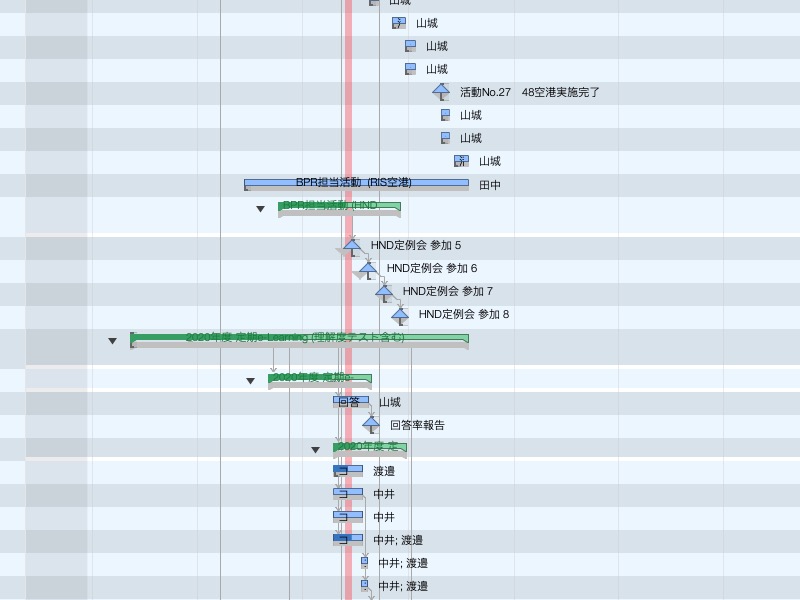 山城
山城
山城
山城
活動No.27 48空港実施完了
山城
山城
山城
BPR担当活動 (RIS空港)
田中
BPR担当活動 (HND
HND定例会 参加 5
HND定例会 参加 6
HND定例会 参加 7
HND定例会 参加 8
2020年度 定期e-Learning (理解度テスト含む)
2020年度 定期e-
回答 山城
回答率報告
2020年度 定
コ 渡邉
コ 中井
コ 中井
コ 中井; 渡邉
中井; 渡邉
中井; 渡邉